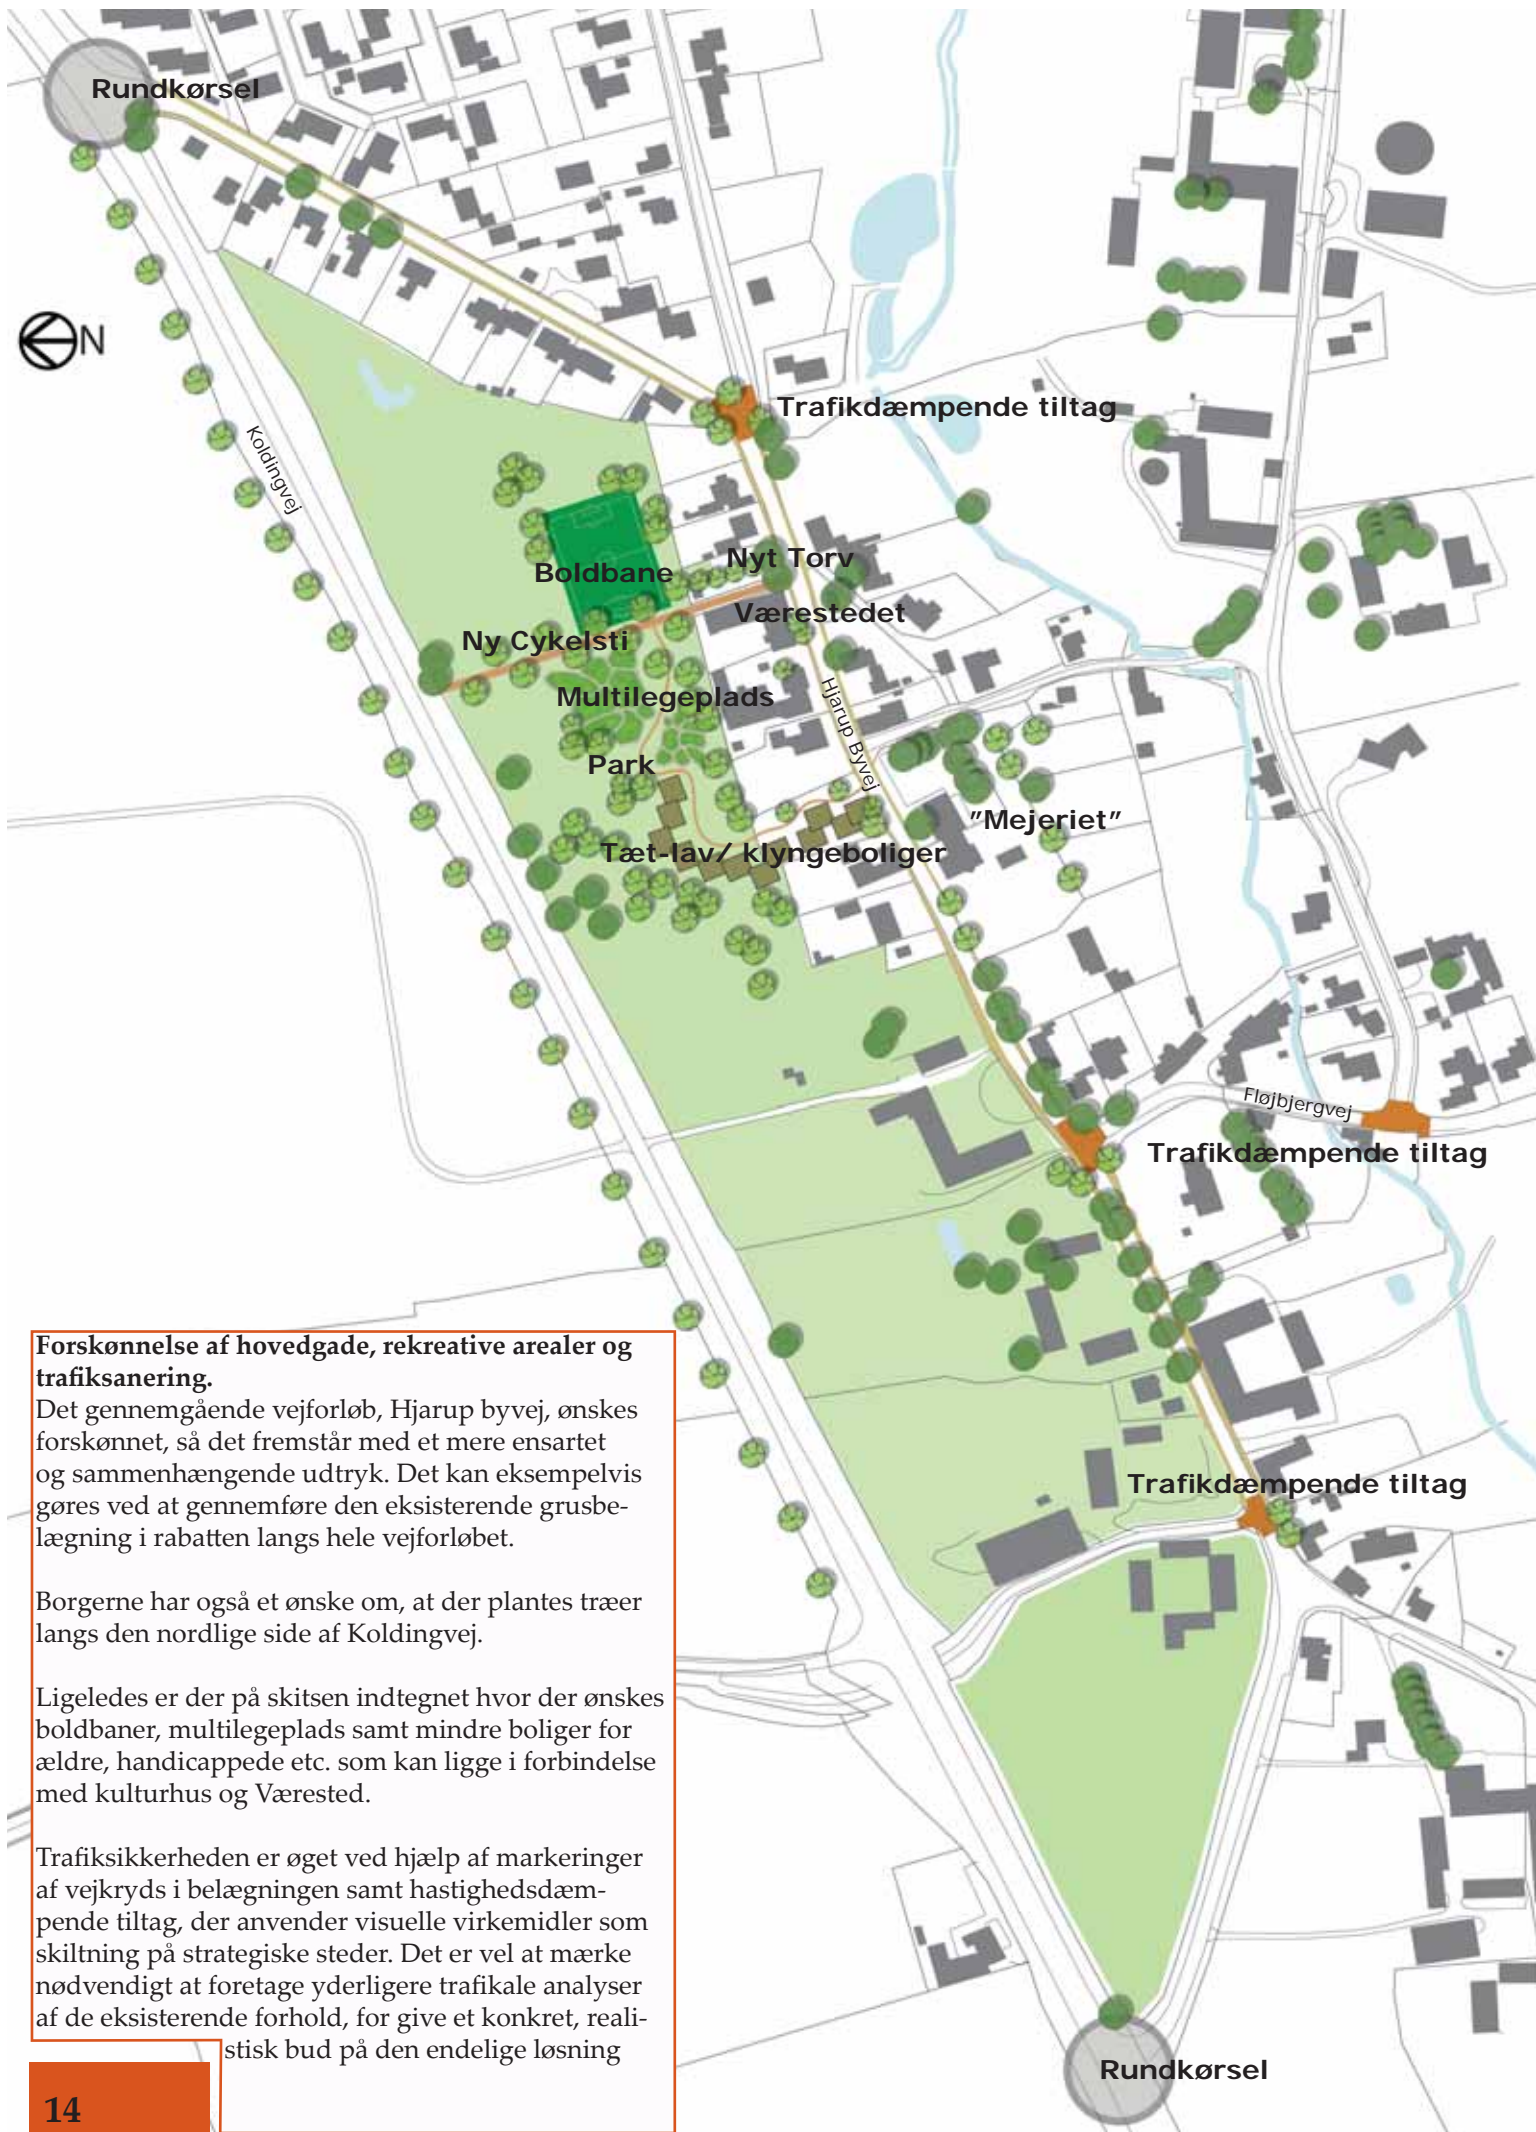 Rundkørsel
N
Koldingvej
Trafikdæmpende tiltag
Nyt Torv
Boldbane
Værestedet
Ny Cykelsti
Multilegeplads
Hjarup Byvej
Park
"Mejeriet"
Tæt-lav/ klyngeboliger
Fløjbjergvej
Trafikdæmpende tiltag
Trafikdæmpende tiltag
Rundkørsel
Forskønnelse af hovedgade, rekreative arealer og
trafiksanering.
Det gennemgående vejforløb, Hjarup byvej, ønskes
forskønnet, så det fremstår med et mere ensartet
og sammenhængende udtryk. Det kan eksempelvis
gøres ved at gennemføre den eksisterende grusbe-
lægning i rabatten langs hele vejforløbet.
Borgerne har også et ønske om, at der plantes træer
langs den nordlige side af Koldingvej.
Ligeledes er der på skitsen indtegnet hvor der ønskes
boldbaner, multilegeplads samt mindre boliger for
ældre, handicappede etc. som kan ligge i forbindelse
med kulturhus og Værested.
Trafiksikkerheden er øget ved hjælp af markeringer
af vejkryds i belægningen samt hastighedsdæm-
pende tiltag, der anvender visuelle virkemidler som
skiltning på strategiske steder. Det er vel at mærke
nødvendigt at foretage yderligere trafikale analyser
af de eksisterende forhold, for give et konkret, reali-
stisk bud på den endelige løsning
14